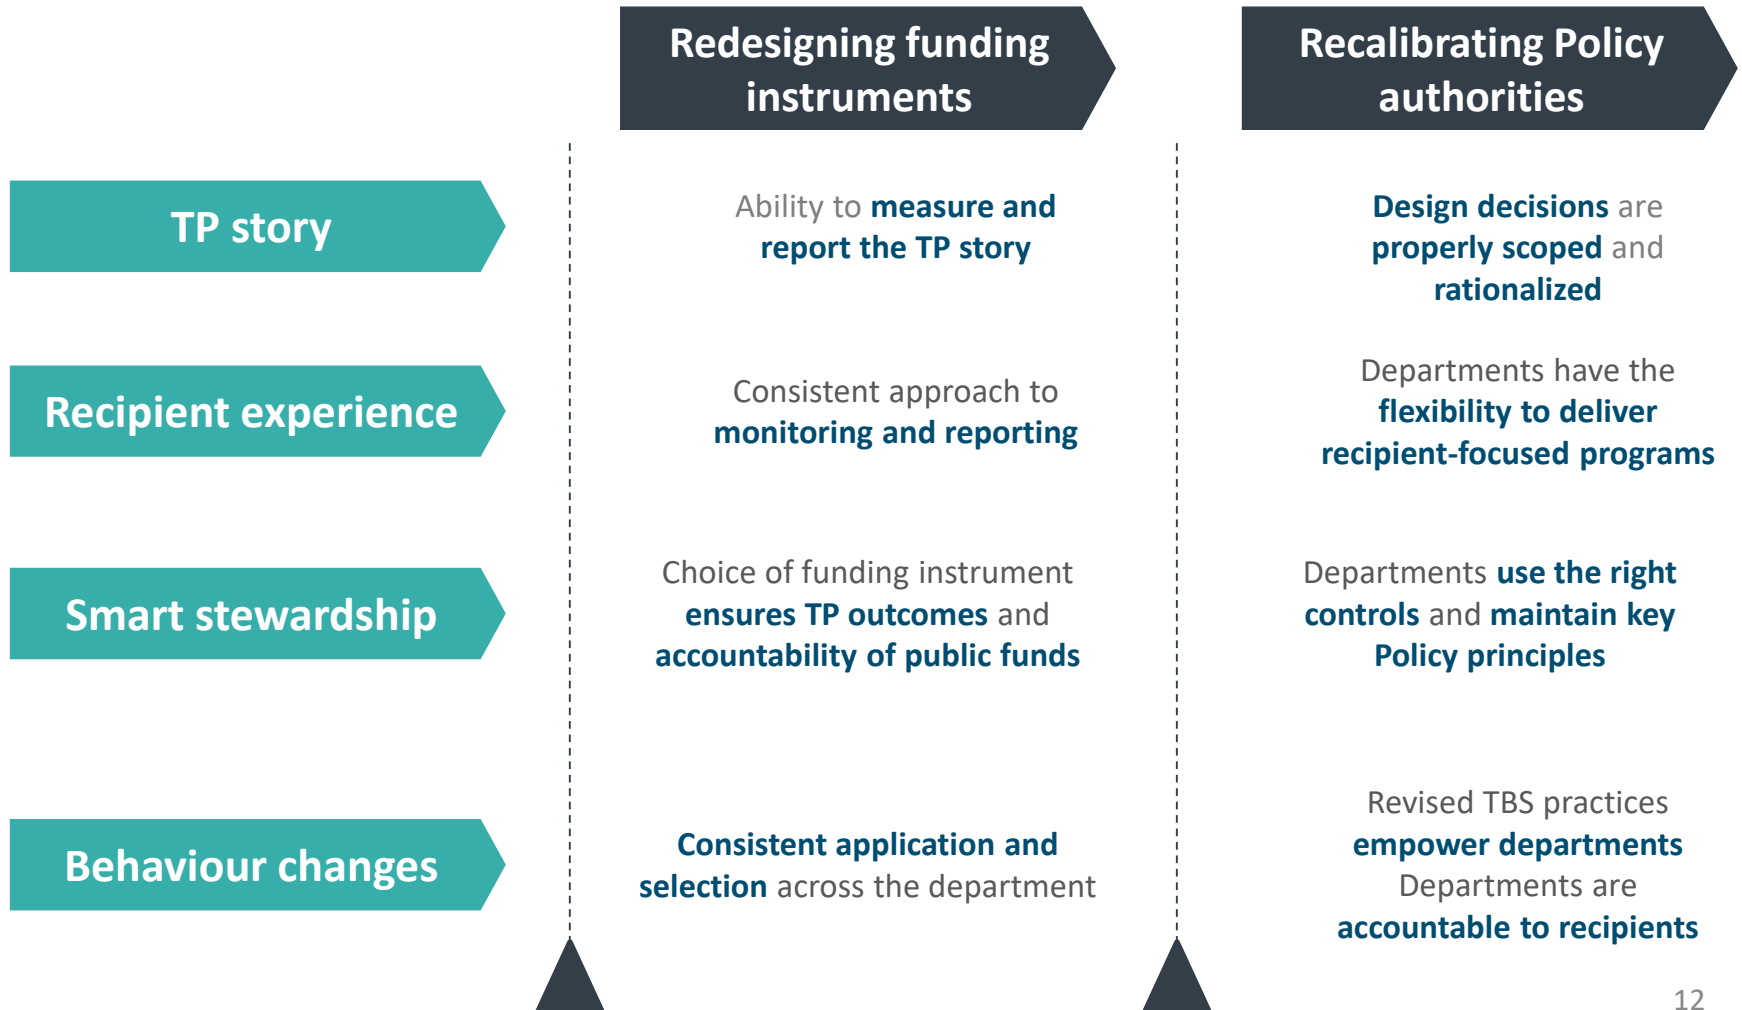 Redesigning funding
instruments
Recalibrating Policy
authorities
TP story
Ability to measure and
report the TP story
Design decisions are
properly scoped and
rationalized
Recipient experience
Consistent approach to
monitoring and reporting
Departments have the
flexibility to deliver
recipient-focused programs
Smart stewardship
Choice of funding instrument
ensures TP outcomes and
accountability of public funds
Departments use the right
controls and maintain key
Policy principles
Behaviour changes
Consistent application and
selection across the department
Revised TBS practices
empower departments
Departments are
accountable to recipients
12